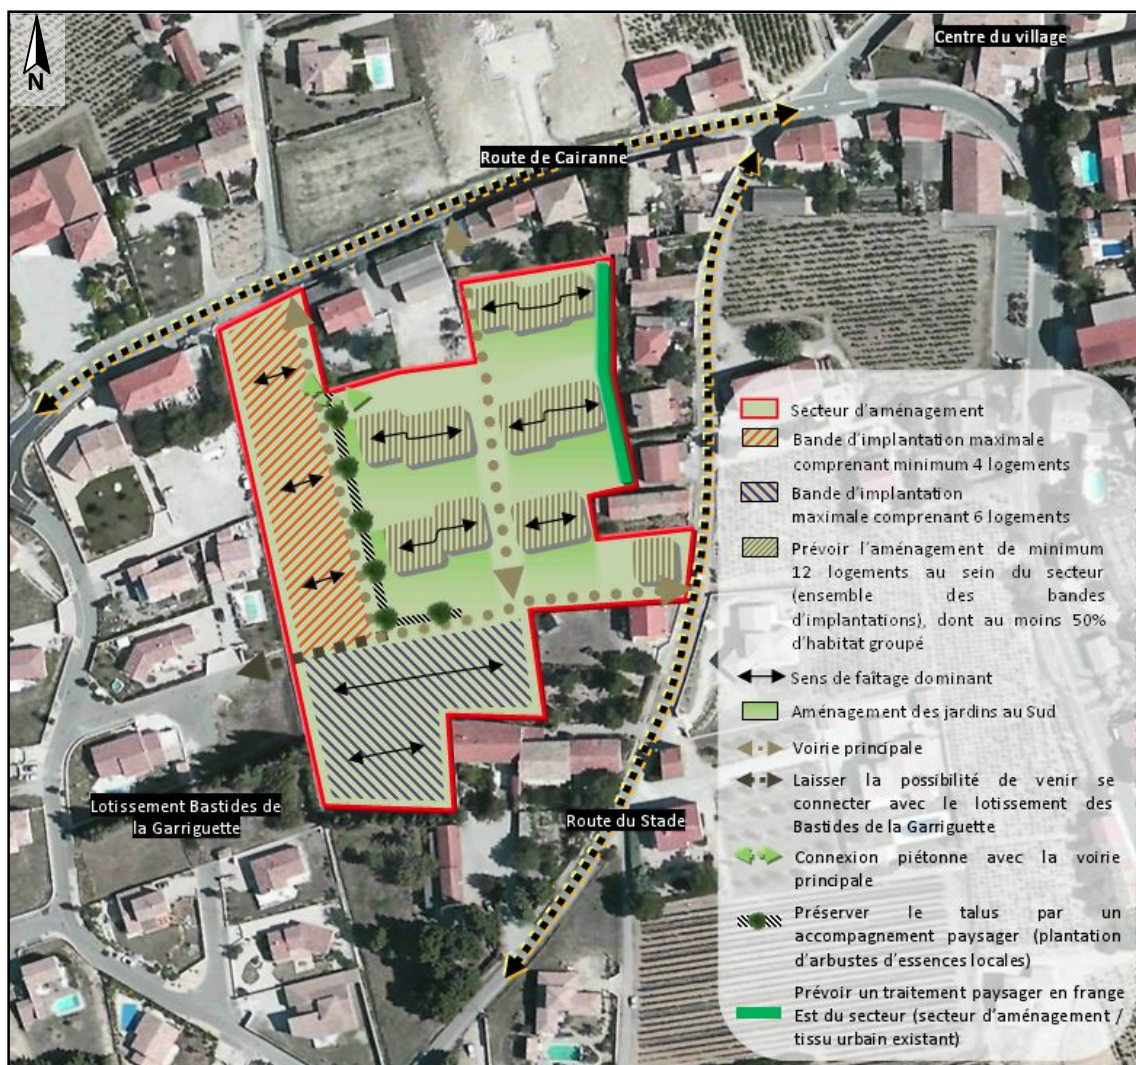 Centre du village
N
Route de Cairanne
Secteur d'aménagement
Bande d'implantation maximale
comprenant minimum 4 logements
Bande d'implantation
maximale comprenant 6 logements
Prévoir l'aménagement de minimum
12 logements au sein du secteur
(ensemble des bandes
d'implantations), dont au moins 50%
d'habitat groupé
Sens de faîtage dominant
Aménagement des jardins au Sud
Voirie principale
Laisser la possibilité de venir se
connecter avec le lotissement des
Bastides de la Garriguette
Connexion piétonne avec la voirie
principale
Préserver le talus par un
accompagnement paysager (plantation
d'arbustes d'essences locales)
Prévoir un traitement paysager en frange
Est du secteur (secteur d'aménagement /
tissu urbain existant)
Lotissement Bastides de
la Garriguette
Route du Stade